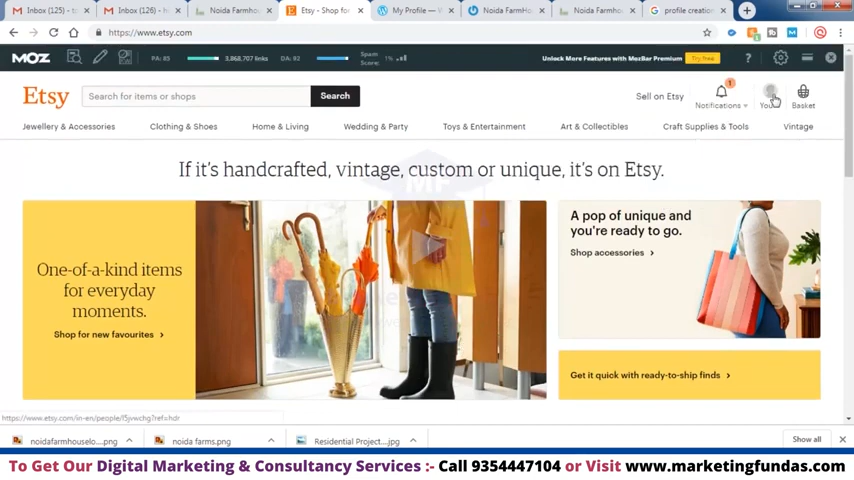 Inbox (125) - to
Inbox (126) - ho
Noida Farmhous
Etsy - Shop for
My Profile — W
Noida FarmHo
Noida Farmhous
profile creation
https://www.etsy.com
MOZ
PA: 85
3,868,707 links
DA: 92
Spam Score: 1%
Unlock More Features with MozBar Premium
Try free
?
Etsy
Search for items or shops
Search
Sell on Etsy
1
Notifications
You
Basket
Jewellery & Accessories
Clothing & Shoes
Home & Living
Wedding & Party
Toys & Entertainment
Art & Collectibles
Craft Supplies & Tools
Vintage
If it's handcrafted, vintage, custom or unique, it's on Etsy.
One-of-a-kind items
for everyday
moments.
Shop for new favourites
A pop of unique and
you're ready to go.
Shop accessories
Get it quick with ready-to-ship finds
https://www.etsy.com/in-en/people/l5jvwchg?ref=hdr
noidafarmhouselo....png
noida farms.png
Residential Project....jpg
Show all
To Get Our Digital Marketing & Consultancy Services :- Call 9354447104 or Visit www.marketingfundas.com